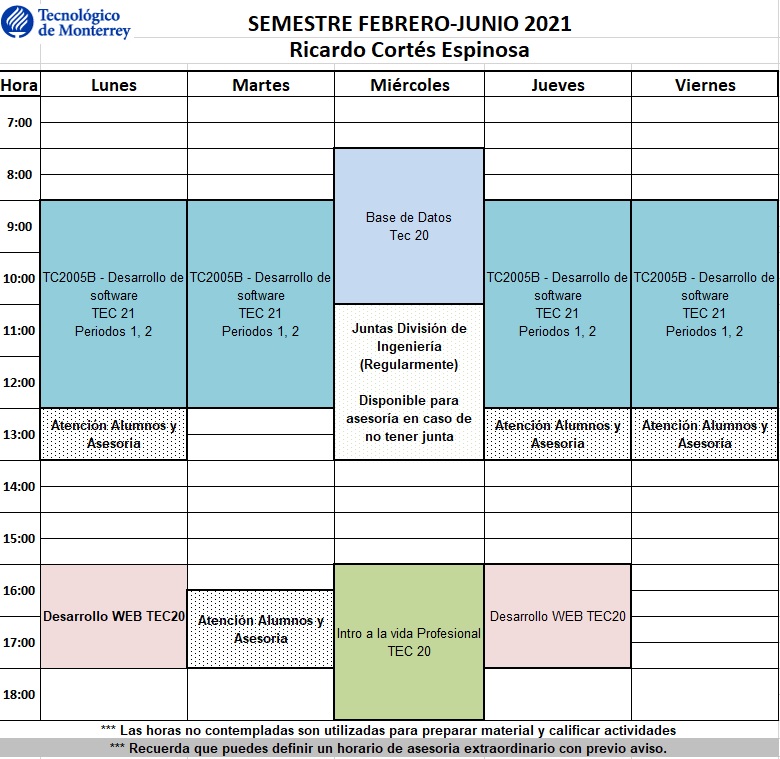 Tecnológico
de Monterrey
SEMESTRE FEBRERO-JUNIO 2021
Ricardo Cortés Espinosa
Hora Lunes Martes Miércoles Jueves Viernes
7:00
8:00
9:00
10:00
11:00
12:00
13:00
14:00
15:00
16:00
17:00
18:00
TC2005B - Desarrollo de
software
TEC 21
Periodos 1, 2
Atención Alumnos y
Asesoria
Desarrollo WEB TEC20
TC2005B - Desarrollo de
software
TEC 21
Periodos 1, 2
Atención Alumnos y
Asesoria
Base de Datos
Tec 20
Juntas División de
Ingeniería
(Regularmente)
Disponible para
asesoría en caso de
no tener junta
Intro a la vida Profesional
TEC 20
TC2005B - Desarrollo de
software
TEC 21
Periodos 1, 2
Atención Alumnos y
Asesoria
Desarrollo WEB TEC20
TC2005B - Desarrollo de
software
TEC 21
Periodos 1, 2
Atención Alumnos y
Asesoria
*** Las horas no contempladas son utilizadas para preparar material y calificar actividades
*** Recuerda que puedes definir un horario de asesoria extraordinario con previo aviso.